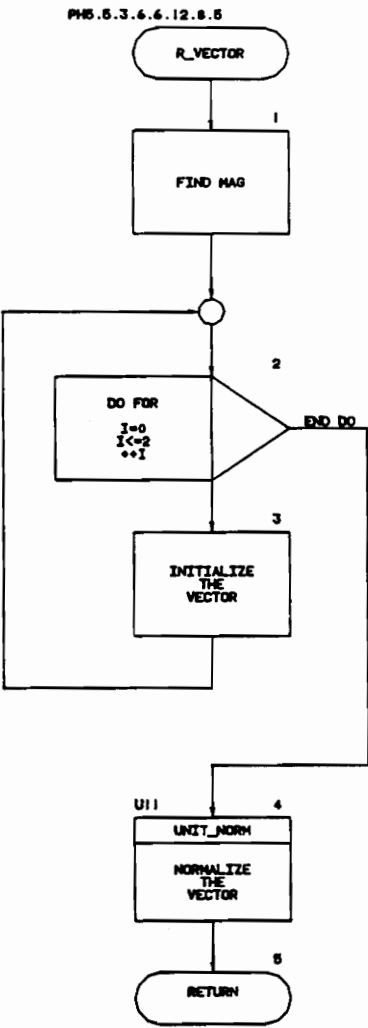 PH5.5.3.6.6.12.8.5
R_VECTOR
1
FIND MAG
2
DO FOR
I=0
I<=2
++I
END DO
3
INITIALIZE
THE
VECTOR
U11
4
UNIT_NORM
NORMALIZE
THE
VECTOR
5
RETURN